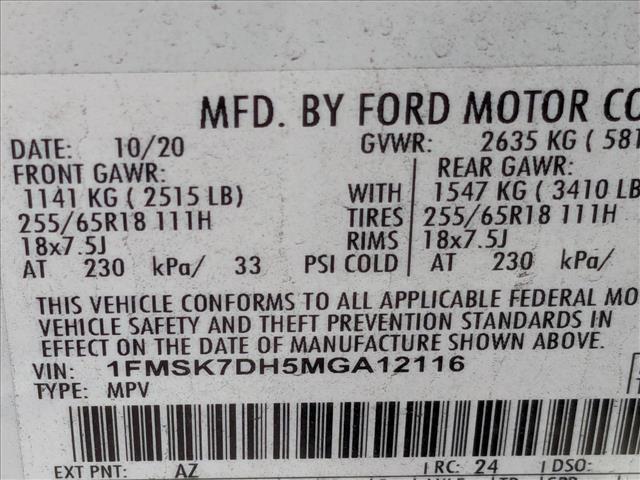 MFD. BY FORD MOTOR CO
DATE: 10/20 GVWR: 2635 KG ( 581
FRONT GAWR: REAR GAWR:
1141 KG ( 2515 LB) WITH 1547 KG ( 3410 LB
255/65R18 111H TIRES 255/65R18 111H
18x7.5J RIMS 18x7.5J
AT 230 kPa/ 33 PSI COLD AT 230 kPa/
THIS VEHICLE CONFORMS TO ALL APPLICABLE FEDERAL MO
VEHICLE SAFETY AND THEFT PREVENTION STANDARDS IN
EFFECT ON THE DATE OF MANUFACTURE SHOWN ABOVE.
VIN: 1FMSK7DH5MGA12116
TYPE: MPV
EXT PNT: AZ RC: 24 DSO: